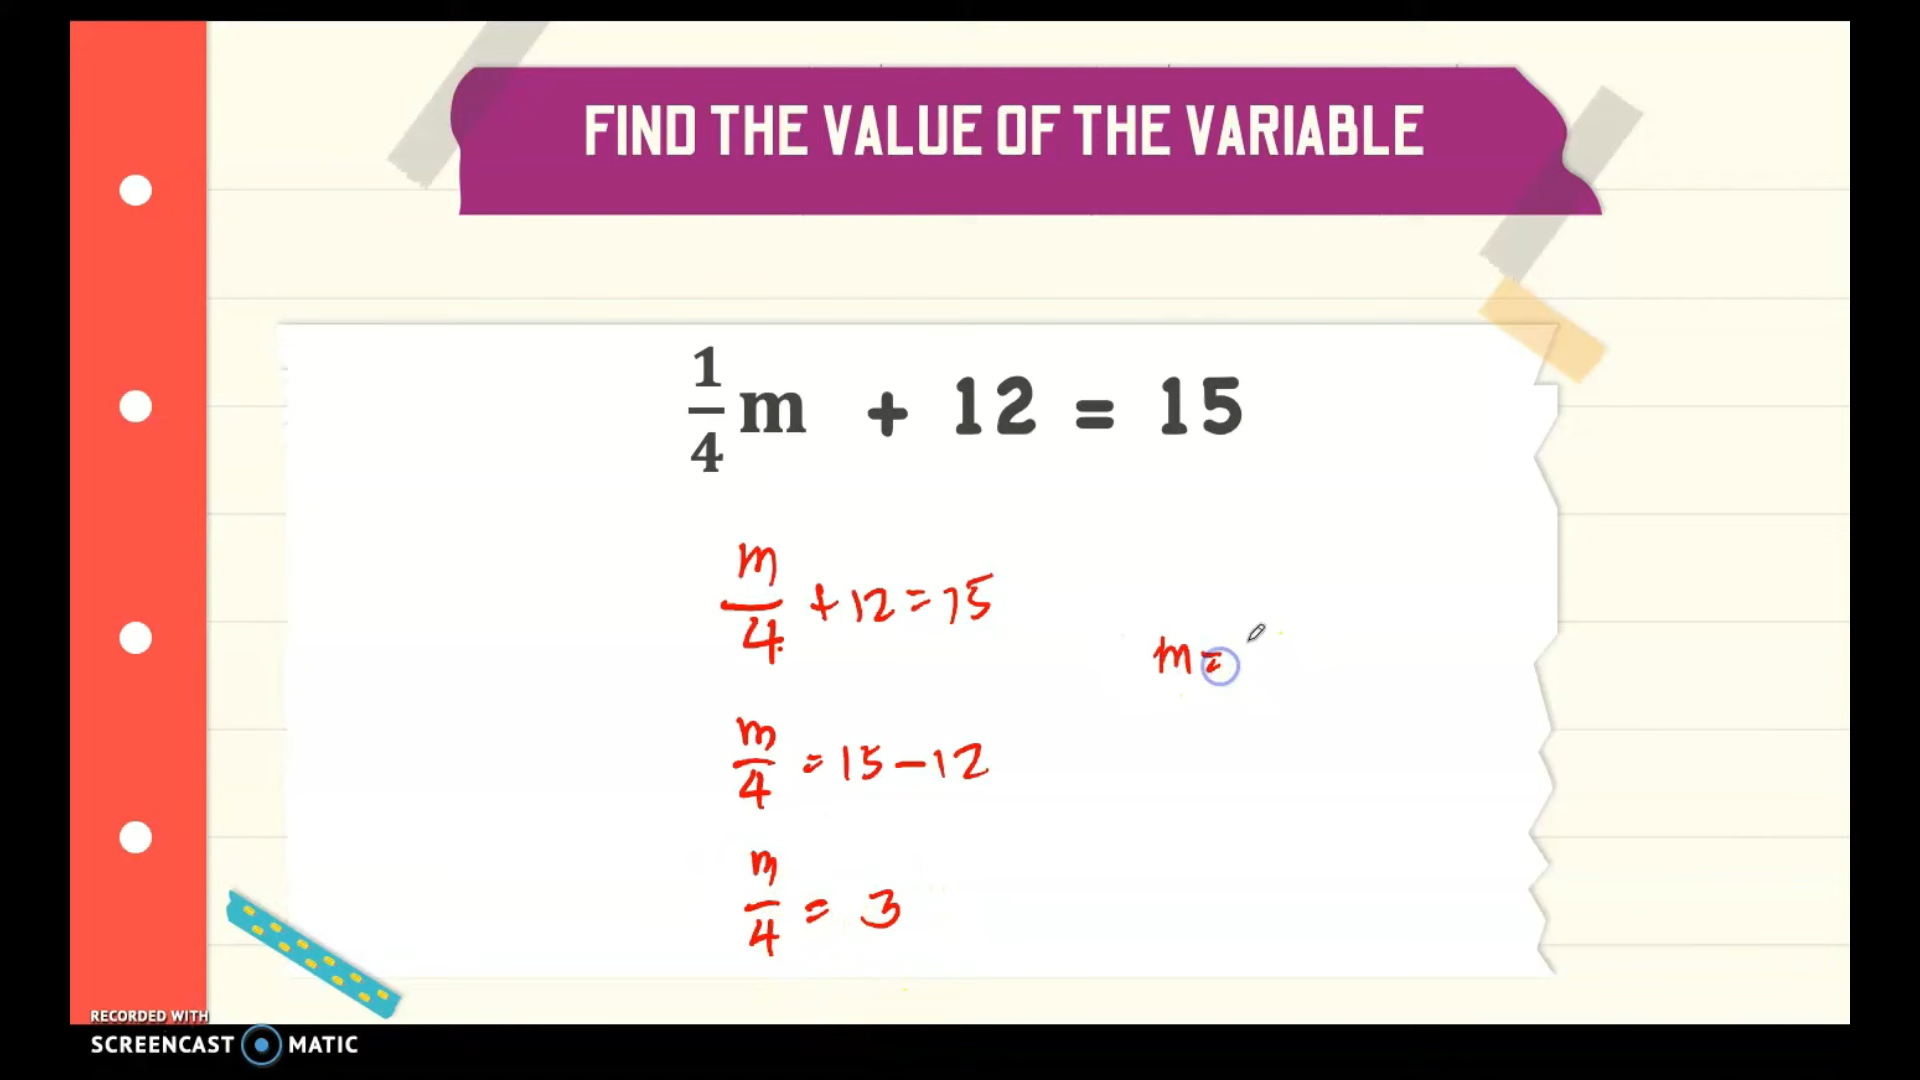 FIND THE VALUE OF THE VARIABLE
1/4 m + 12 = 15
m/4 + 12 = 15
m =
m/4 = 15 - 12
m/4 = 3
RECORDED WITH
SCREENCAST MATIC